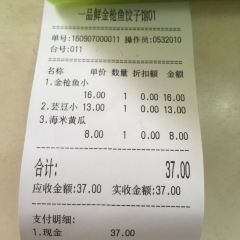 一品鲜金枪鱼饺子馆01
单号:160907000011 操作员:0532010
台号:011
名称 单价 数量 折扣额 金额
1.金枪鱼小
16.00 1 0.00 16.00
2.芸豆小 13.00 1 0.00 13.00
3.海米黄瓜
8.00 1 0.00 8.00
合计: 37.00
应收金额:37.00 实收金额:37.00
支付明细:
1.现金 37.00